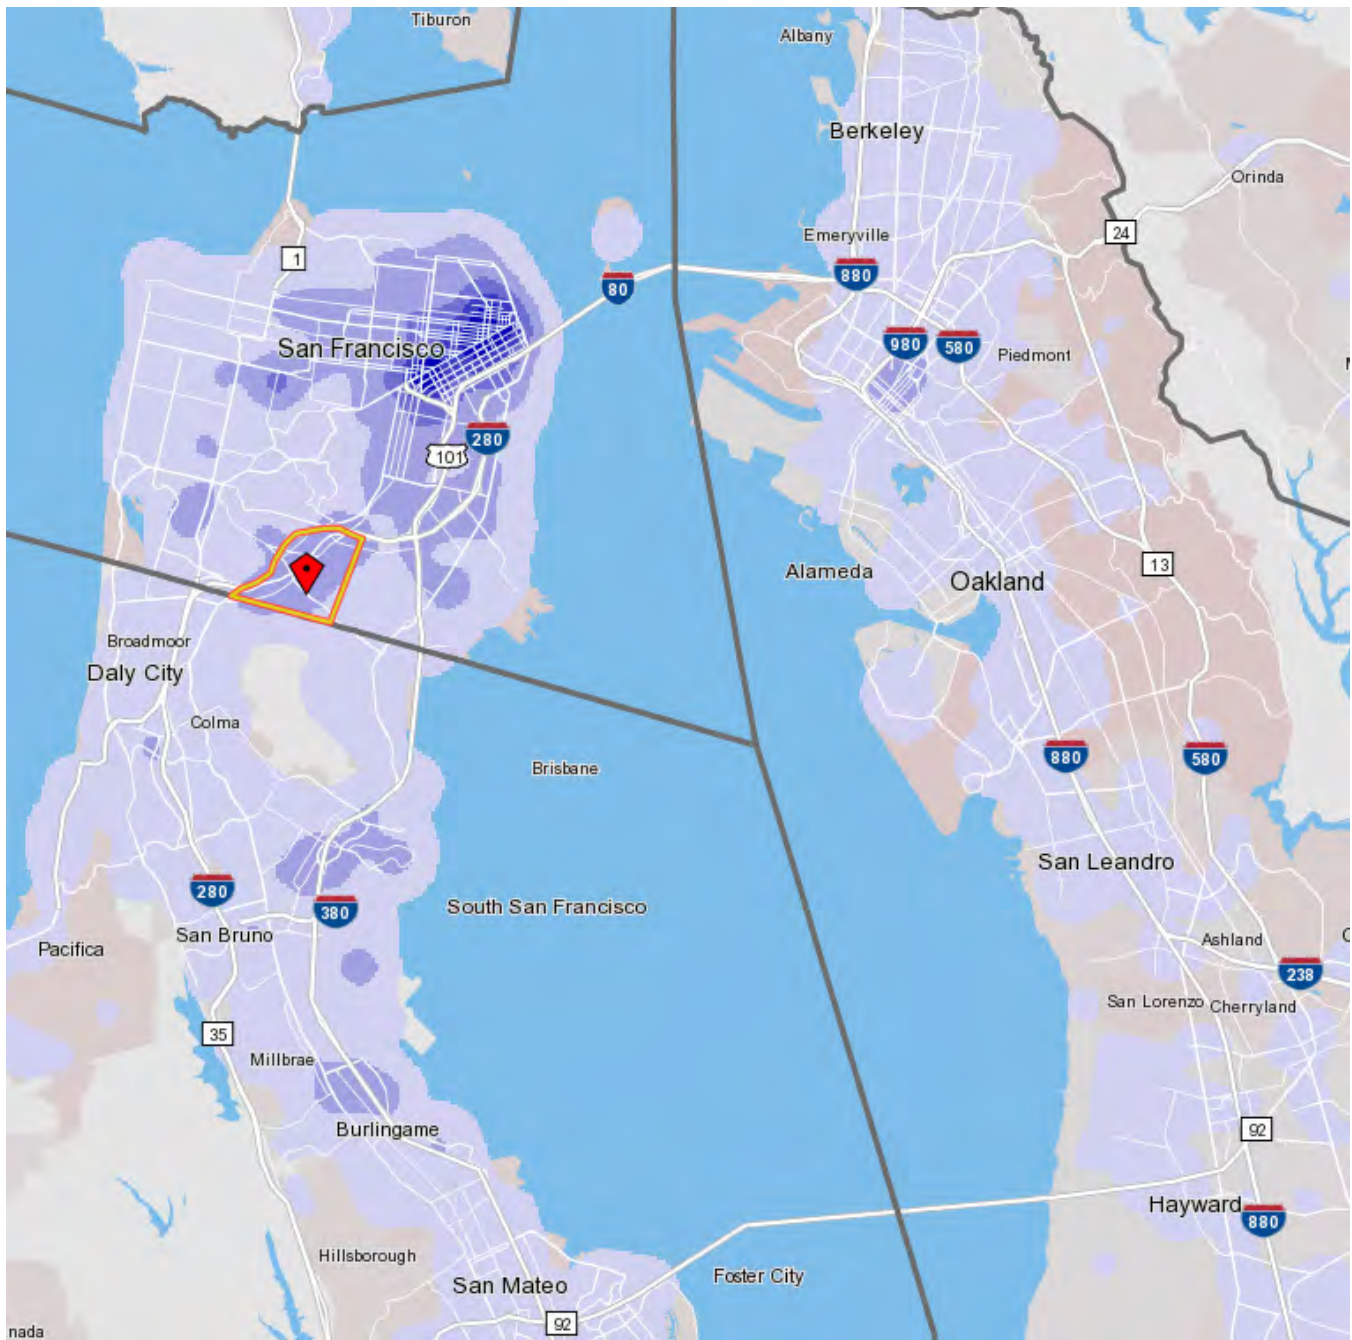 Tiburon
Albany
Berkeley
Orinda
24
Emeryville
1
880
80
980
580
Piedmont
San Francisco
280
101
13
Alameda
Oakland
Broadmoor
Daly City
Colma
880
580
Brisbane
San Leandro
280
380
South San Francisco
San Bruno
Pacifica
Ashland
238
San Lorenzo
Cherryland
35
Millbrae
Burlingame
92
Hayward
880
Hillsborough
San Mateo
Foster City
92
nada